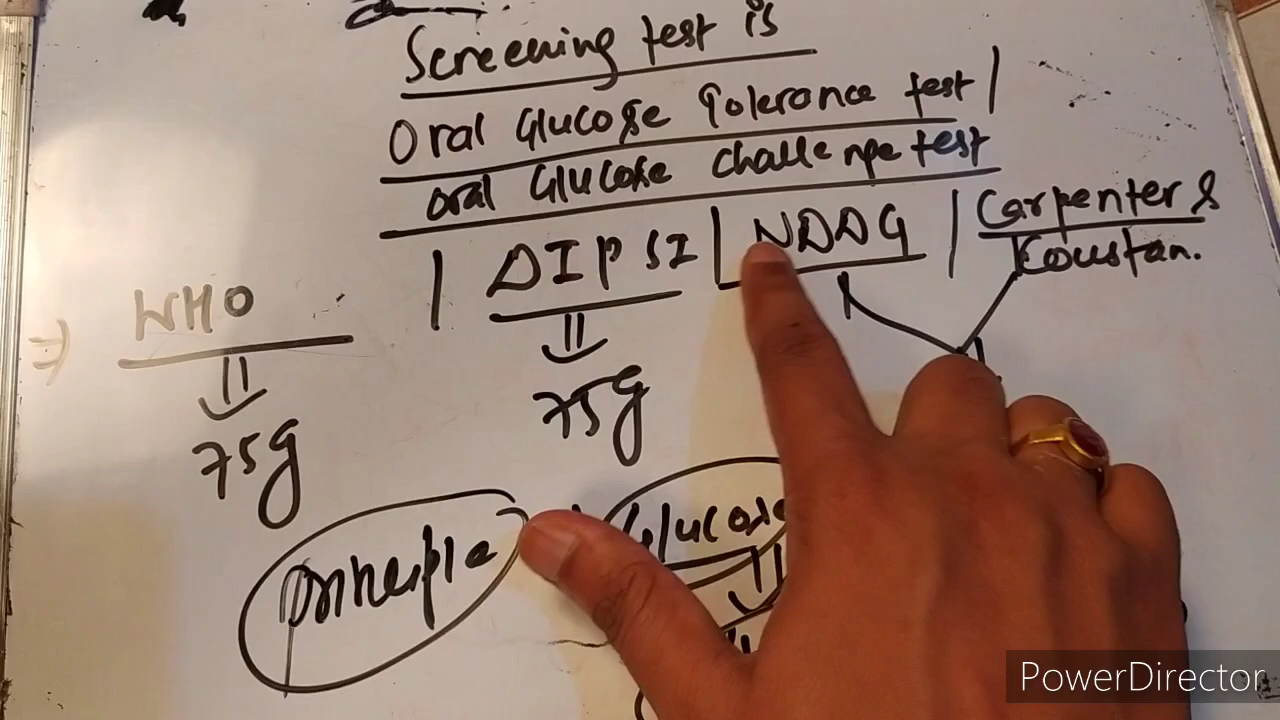 Screening test is
Oral Glucose Tolerance test |
oral Glucose challenge test
⇒ WHO | DIPSI | NDDG | Carpenter &
Coustan.
75g 75g
principle Glucose
PowerDirector